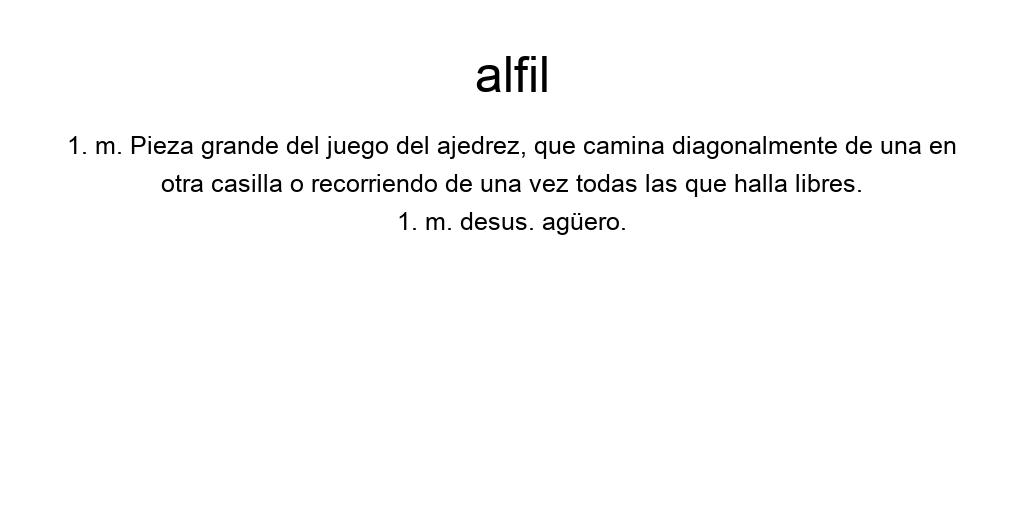 alfil
1. m. Pieza grande del juego del ajedrez, que camina diagonalmente de una en
otra casilla o recorriendo de una vez todas las que halla libres.
1. m. desus. agüero.